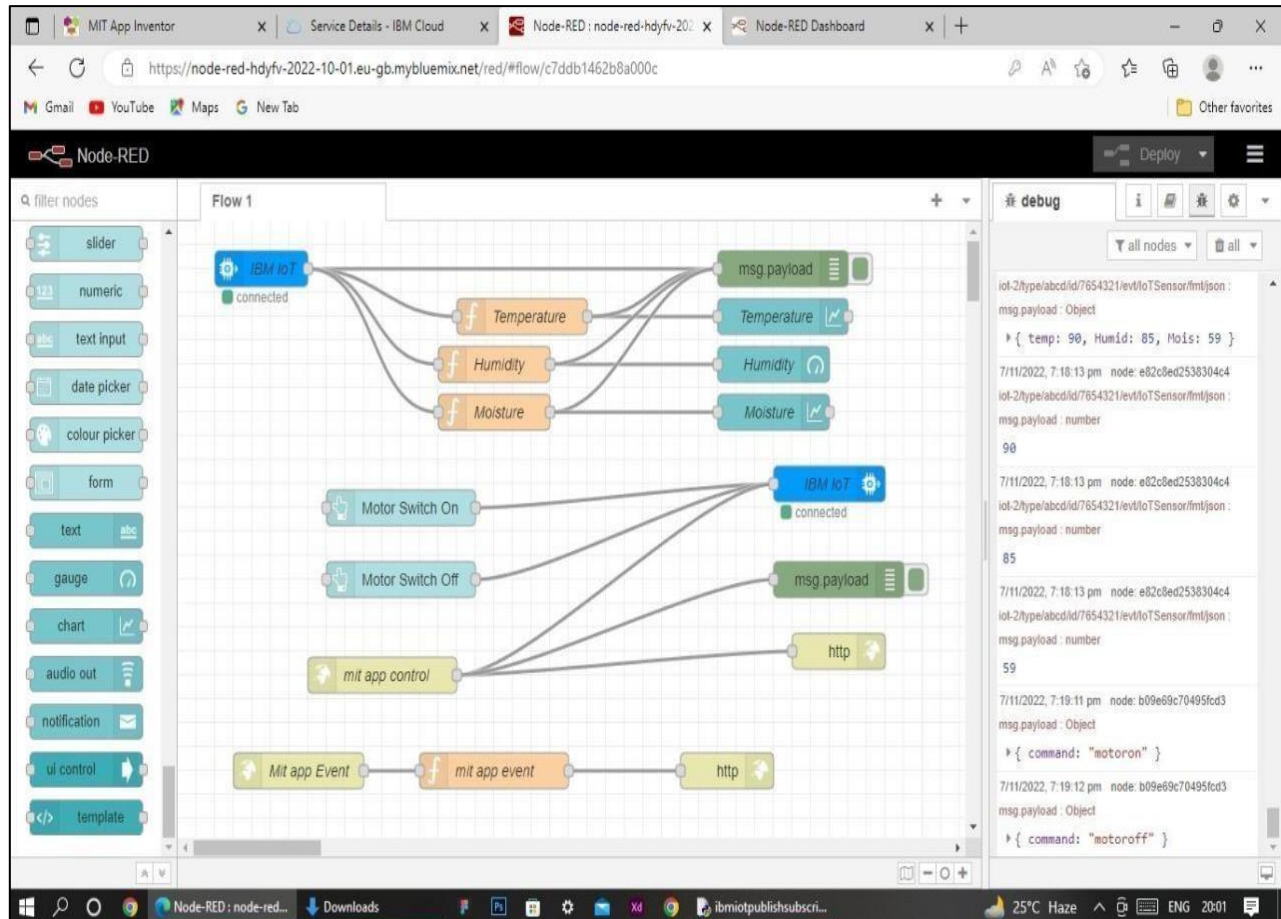 MIT App Inventor
Service Details - IBM Cloud
Node-RED : node-red-hdyfv-202
Node-RED Dashboard
https://node-red-hdyfv-2022-10-01.eu-gb.mybluemix.net/red/#flow/c7ddb1462b8a000c
Gmail YouTube Maps New Tab
Other favorites
Node-RED
Deploy
filter nodes
slider
numeric
text input
date picker
colour picker
form
text
gauge
chart
audio out
notification
ui control
template
Flow 1
IBM IoT
connected
Temperature
Humidity
Moisture
msg.payload
Temperature
Humidity
Moisture
Motor Switch On
Motor Switch Off
IBM IoT
connected
msg.payload
mit app control
http
Mit app Event
mit app event
http
debug
all nodes
all
iot-2/type/abcd/id/7654321/evt/IoTSensor/fmt/json :
msg.payload : Object
{ temp: 90, Humid: 85, Mois: 59 }
7/11/2022, 7:18:13 pm node: e82c8ed2538304c4
iot-2/type/abcd/id/7654321/evt/IoTSensor/fmt/json :
msg.payload : number
90
7/11/2022, 7:18:13 pm node: e82c8ed2538304c4
iot-2/type/abcd/id/7654321/evt/IoTSensor/fmt/json :
msg.payload : number
85
7/11/2022, 7:18:13 pm node: e82c8ed2538304c4
iot-2/type/abcd/id/7654321/evt/IoTSensor/fmt/json :
msg.payload : number
59
7/11/2022, 7:19:11 pm node: b09e69c70495fcd3
msg.payload : Object
{ command: "motoron" }
7/11/2022, 7:19:12 pm node: b09e69c70495fcd3
msg.payload : Object
{ command: "motoroff" }
Node-RED : node-red...
Downloads
ibmiotpublishsubscri...
25°C Haze
ENG
20:01